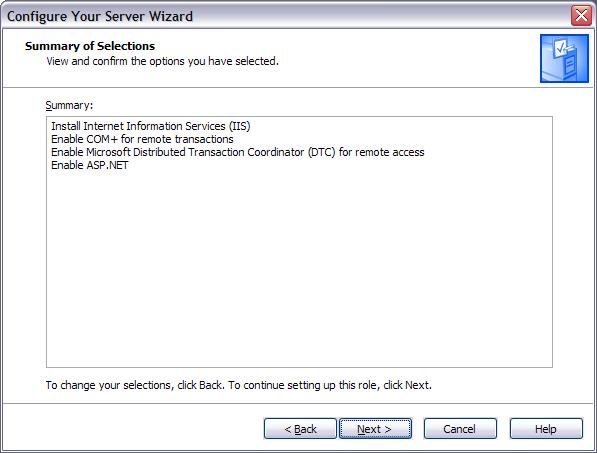 Configure Your Server Wizard
Summary of Selections
View and confirm the options you have selected.
Summary:
Install Internet Information Services (IIS)
Enable COM+ for remote transactions
Enable Microsoft Distributed Transaction Coordinator (DTC) for remote access
Enable ASP.NET
To change your selections, click Back. To continue setting up this role, click Next.
< Back
Next >
Cancel
Help